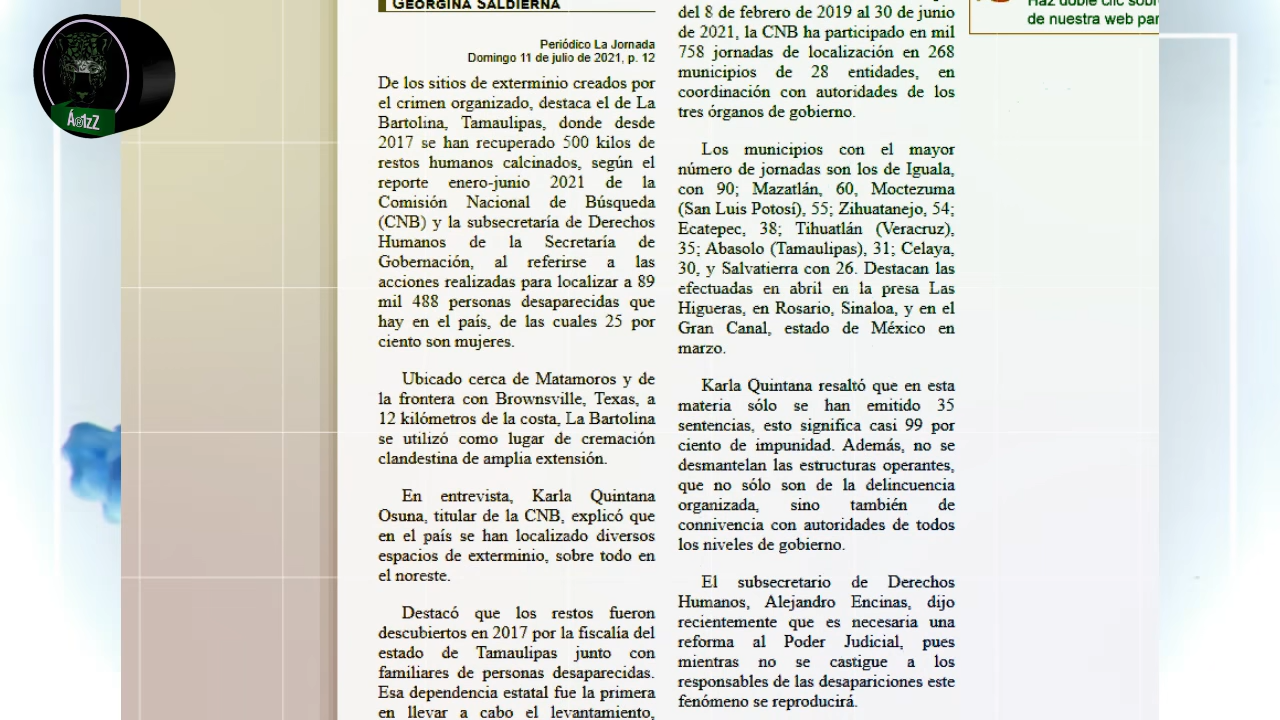 GEORGINA SALDIERNA
Periódico La Jornada
Domingo 11 de julio de 2021, p. 12
De los sitios de exterminio creados por
el crimen organizado, destaca el de La
Bartolina, Tamaulipas, donde desde
2017 se han recuperado 500 kilos de
restos humanos calcinados, según el
reporte enero-junio 2021 de la
Comisión Nacional de Búsqueda
(CNB) y la subsecretaría de Derechos
Humanos de la Secretaría de
Gobernación, al referirse a las
acciones realizadas para localizar a 89
mil 488 personas desaparecidas que
hay en el país, de las cuales 25 por
ciento son mujeres.
Ubicado cerca de Matamoros y de
la frontera con Brownsville, Texas, a
12 kilómetros de la costa, La Bartolina
se utilizó como lugar de cremación
clandestina de amplia extensión.
En entrevista, Karla Quintana
Osuna, titular de la CNB, explicó que
en el país se han localizado diversos
espacios de exterminio, sobre todo en
el noreste.
Destacó que los restos fueron
descubiertos en 2017 por la fiscalía del
estado de Tamaulipas junto con
familiares de personas desaparecidas.
Esa dependencia estatal fue la primera
en llevar a cabo el levantamiento,
del 8 de febrero de 2019 al 30 de junio
de 2021, la CNB ha participado en mil
758 jornadas de localización en 268
municipios de 28 entidades, en
coordinación con autoridades de los
tres órganos de gobierno.
Los municipios con el mayor
número de jornadas son los de Iguala,
con 90; Mazatlán, 60, Moctezuma
(San Luis Potosí), 55; Zihuatanejo, 54;
Ecatepec, 38; Tihuatlán (Veracruz),
35; Abasolo (Tamaulipas), 31; Celaya,
30, y Salvatierra con 26. Destacan las
efectuadas en abril en la presa Las
Higueras, en Rosario, Sinaloa, y en el
Gran Canal, estado de México en
marzo.
Karla Quintana resaltó que en esta
materia sólo se han emitido 35
sentencias, esto significa casi 99 por
ciento de impunidad. Además, no se
desmantelan las estructuras operantes,
que no sólo son de la delincuencia
organizada, sino también de
connivencia con autoridades de todos
los niveles de gobierno.
El subsecretario de Derechos
Humanos, Alejandro Encinas, dijo
recientemente que es necesaria una
reforma al Poder Judicial, pues
mientras no se castigue a los
responsables de las desapariciones este
fenómeno se reproducirá.
Haz doble clic sobr
de nuestra web par